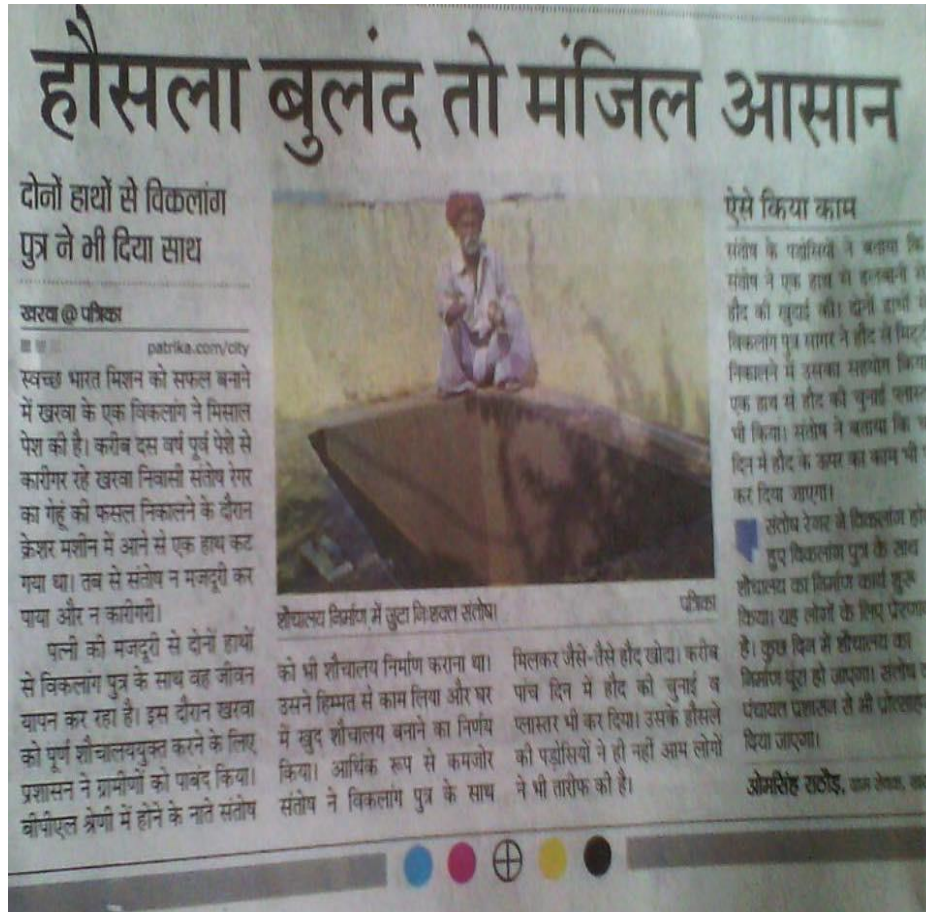 हौसला बुलंद तो मंजिल आसान
दोनों हाथों से विकलांग
पुत्र ने भी दिया साथ
खरवा @ पत्रिका
patrika.com/city
स्वच्छ भारत मिशन को सफल बनाने
में खरवा के एक विकलांग ने मिसाल
पेश की है। करीब दस वर्ष पूर्व पेशे से
कारीगर रहे खरवा निवासी संतोष रेगर
का गेहूं की फसल निकालने के दौरान
क्रेशर मशीन में आने से एक हाथ कट
गया था। तब से संतोष न मजदूरी कर
पाया और न कारीगरी।
पत्नी की मजदूरी से दोनों हाथों
से विकलांग पुत्र के साथ वह जीवन
यापन कर रहा है। इस दौरान खरवा
को पूर्ण शौचालययुक्त करने के लिए
प्रशासन ने ग्रामीणों को पाबंद किया।
बीपीएल श्रेणी में होने के नाते संतोष
शौचालय निर्माण में जुटा निःशक्त संतोष।
पत्रिका
को भी शौचालय निर्माण कराना था।
उसने हिम्मत से काम लिया और घर
में खुद शौचालय बनाने का निर्णय
किया। आर्थिक रूप से कमजोर
संतोष ने विकलांग पुत्र के साथ
मिलकर जैसे-तैसे हौद खोदा। करीब
पांच दिन में हौद की चुनाई व
प्लास्तर भी कर दिया। उसके हौसले
की पड़ोसियों ने ही नहीं आम लोगों
ने भी तारीफ की है।
ऐसे किया काम
संतोष के पड़ोसियों ने बताया कि
संतोष ने एक हाथ से हलब्बनी से
हौद की खुदाई की। दोनों हाथों से
विकलांग पुत्र सागर ने हौद से मिट्टी
निकालने में उसका सहयोग किया
एक हाथ से हौद की चुनाई प्लास्तर
भी किया। संतोष ने बताया कि
दिन में हौद के ऊपर का काम भी
कर दिया जाएगा।
संतोष रेगर ने विकलांग होते
हुए विकलांग पुत्र के साथ
शौचालय का निर्माण कार्य शुरू
किया। यह लोगों के लिए प्रेरणा
है। कुछ दिन में शौचालय का
निर्माण पूरा हो जाएगा। संतोष
पंचायत प्रशासन से भी प्रोत्साहन
दिया जाएगा।
ओमसिंह राठौड़, ग्राम सेवक,